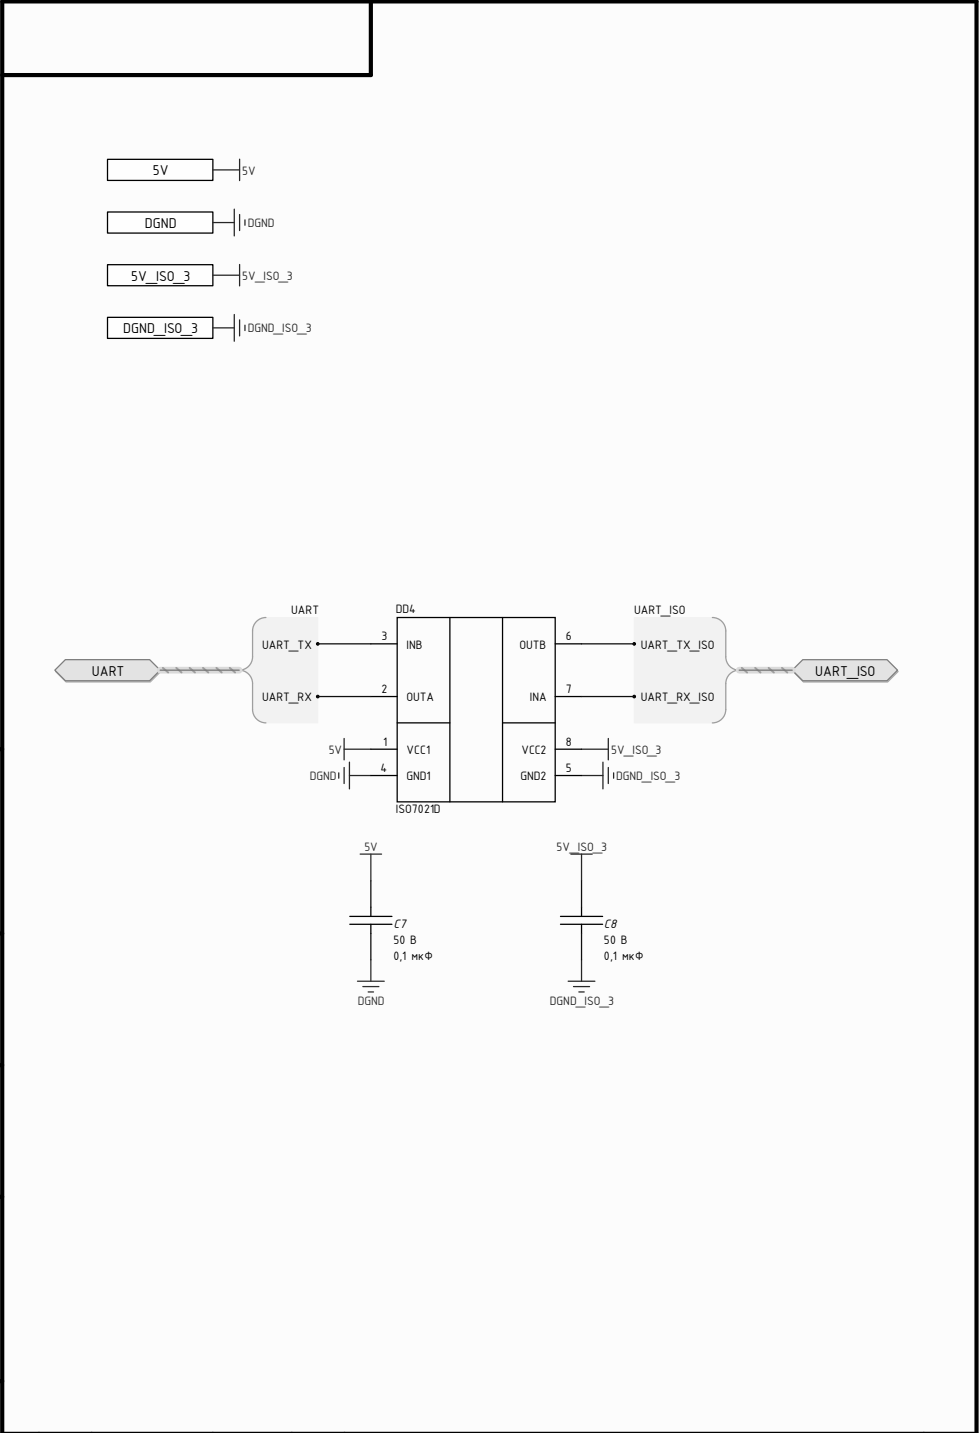 5V 5V
DGND DGND
5V_ISO_3 5V_ISO_3
DGND_ISO_3 DGND_ISO_3
UART DD4 UART_ISO
UART_TX 3 INB OUTB 6 UART_TX_ISO
UART UART_ISO
UART_RX 2 OUTA INA 7 UART_RX_ISO
5V 1 VCC1 VCC2 8 5V_ISO_3
DGND 4 GND1 GND2 5 DGND_ISO_3
ISO7021D
5V 5V_ISO_3
C7 C8
50 В 50 В
0,1 мкФ 0,1 мкФ
DGND DGND_ISO_3